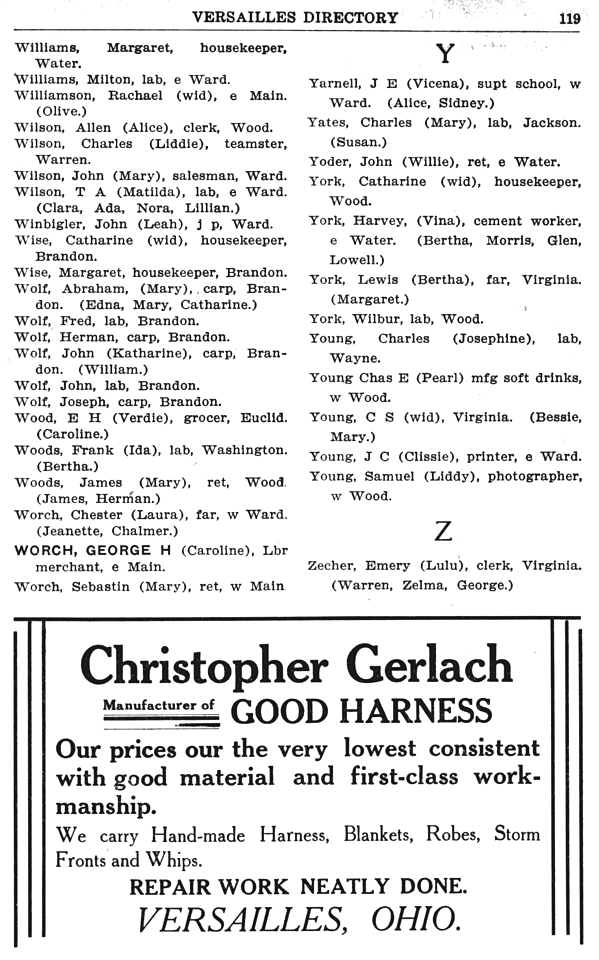 VERSAILLES DIRECTORY 119
Williams, Margaret, housekeeper,
Water.
Williams, Milton, lab, e Ward.
Williamson, Rachael (wid), e Main.
(Olive.)
Wilson, Allen (Alice), clerk, Wood.
Wilson, Charles (Liddie), teamster,
Warren.
Wilson, John (Mary), salesman, Ward.
Wilson, T A (Matilda), lab, e Ward.
(Clara, Ada, Nora, Lillian.)
Winbigler, John (Leah), j p, Ward.
Wise, Catharine (wid), housekeeper,
Brandon.
Wise, Margaret, housekeeper, Brandon.
Wolf, Abraham, (Mary), carp, Bran-
don. (Edna, Mary, Catharine.)
Wolf, Fred, lab, Brandon.
Wolf, Herman, carp, Brandon.
Wolf, John (Katharine), carp, Bran-
don. (William.)
Wolf, John, lab, Brandon.
Wolf, Joseph, carp, Brandon.
Wood, E H (Verdie), grocer, Euclid.
(Caroline.)
Woods, Frank (Ida), lab, Washington.
(Bertha.)
Woods, James (Mary), ret, Wood
(James, Herman.)
Worch, Chester (Laura), far, w Ward.
(Jeanette, Chalmer.)
WORCH, GEORGE H (Caroline), Lbr
merchant, e Main.
Worch, Sebastin (Mary), ret, w Main
Y
Yarnell, J E (Vicena), supt school, w
Ward. (Alice, Sidney.)
Yates, Charles (Mary), lab, Jackson.
(Susan.)
Yoder, John (Willie), ret, e Water.
York, Catharine (wid), housekeeper,
Wood.
York, Harvey, (Vina), cement worker,
e Water. (Bertha, Morris, Glen,
Lowell.)
York, Lewis (Bertha), far, Virginia.
(Margaret.)
York, Wilbur, lab, Wood.
Young, Charles (Josephine), lab,
Wayne.
Young Chas E (Pearl) mfg soft drinks,
w Wood.
Young, C S (wid), Virginia. (Bessie,
Mary.)
Young, J C (Clissie), printer, e Ward.
Young, Samuel (Liddy), photographer,
w Wood.
Z
Zecher, Emery (Lulu), clerk, Virginia.
(Warren, Zelma, George.)
Christopher Gerlach
Manufacturer of GOOD HARNESS
Our prices our the very lowest consistent
with good material and first-class work-
manship.
We carry Hand-made Harness, Blankets, Robes, Storm
Fronts and Whips.
REPAIR WORK NEATLY DONE.
VERSAILLES, OHIO.